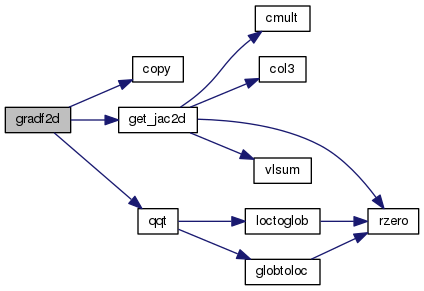 cmult
copy
col3
gradf2d
get_jac2d
vlsum
qqt
loctoglob
rzero
globtoloc